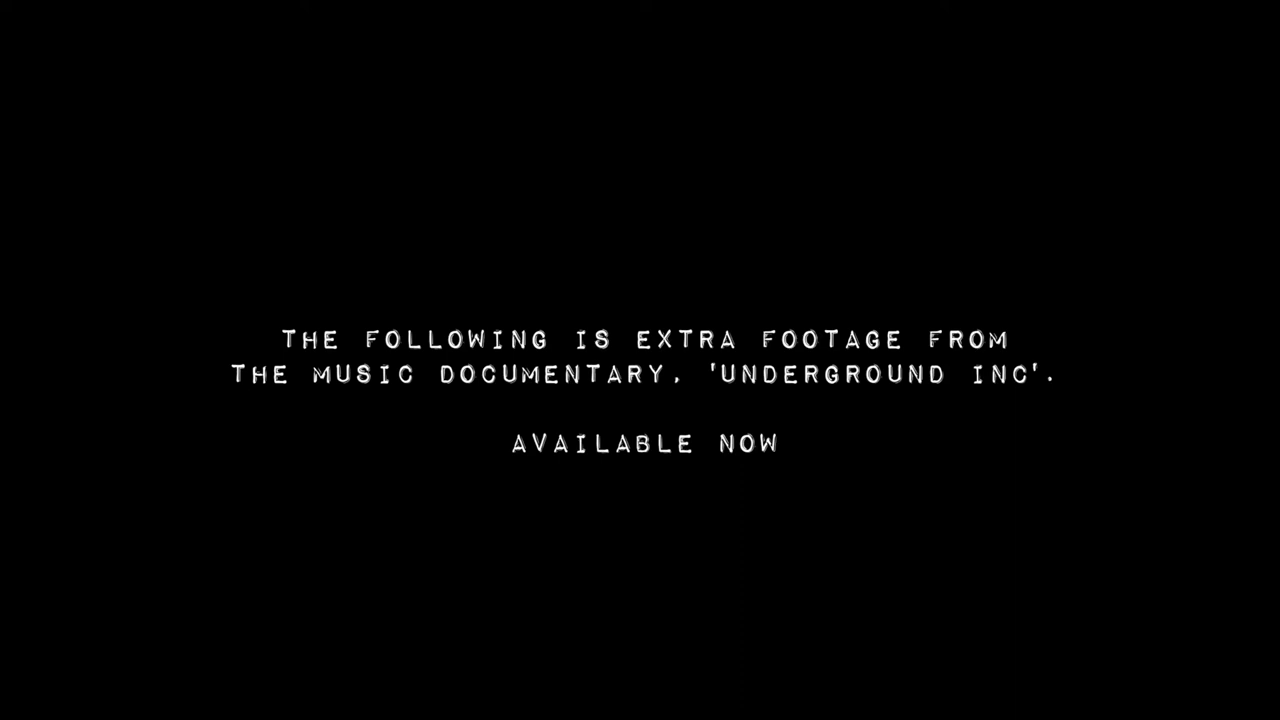 THE FOLLOWING IS EXTRA FOOTAGE FROM
THE MUSIC DOCUMENTARY, 'UNDERGROUND INC'.
AVAILABLE NOW